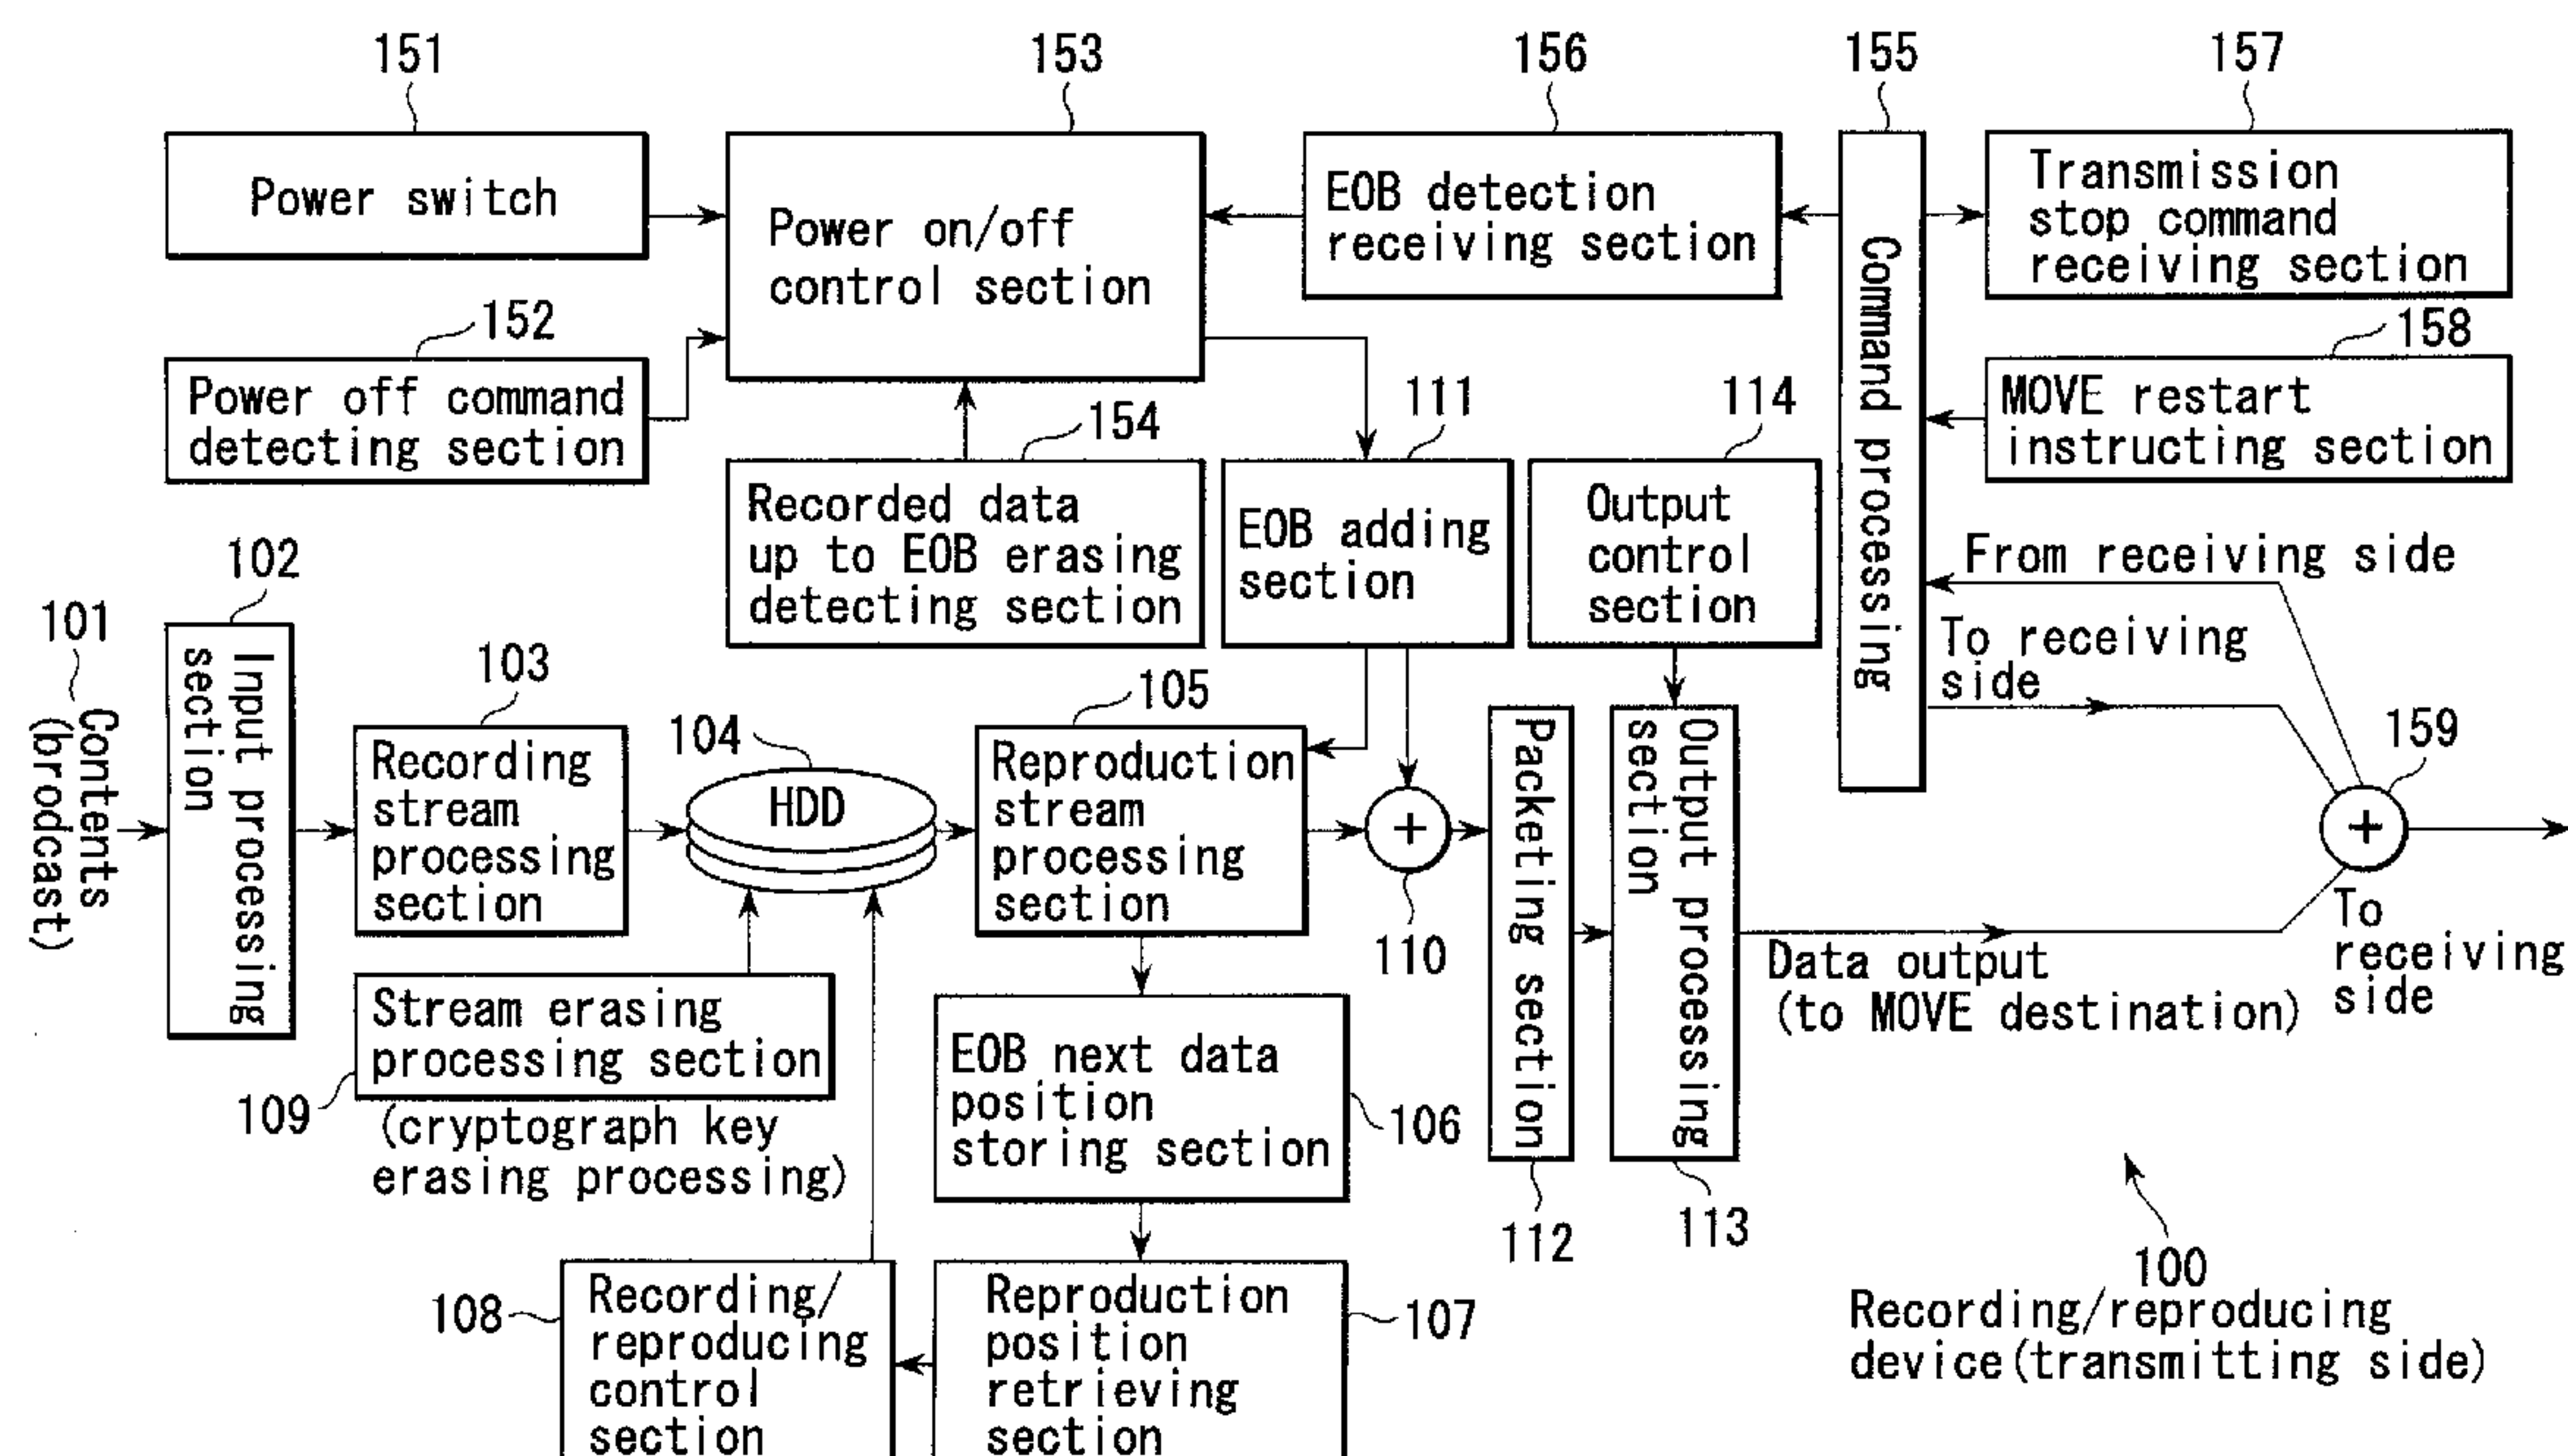 151
153
156
155
157
Power switch
Power on/off
control section
EOB detection
receiving section
Command processing
Transmission
stop command
receiving section
152
Power off command
detecting section
158
MOVE restart
instructing section
154
Recorded data
up to EOB erasing
detecting section
111
EOB adding
section
114
Output
control
section
From receiving side
To receiving
side
159
101
Contents
(brodcast)
102
Input processing
section
103
Recording
stream
processing
section
104
HDD
105
Reproduction
stream
processing
section
+
110
Packeting section
112
Output processing
section
113
+
To
receiving
side
Data output
(to MOVE destination)
Stream erasing
processing section
109
(cryptograph key
erasing processing)
EOB next data
position
storing section
106
108
Recording/
reproducing
control
section
Reproduction
position
retrieving
section
107
100
Recording/reproducing
device(transmitting side)